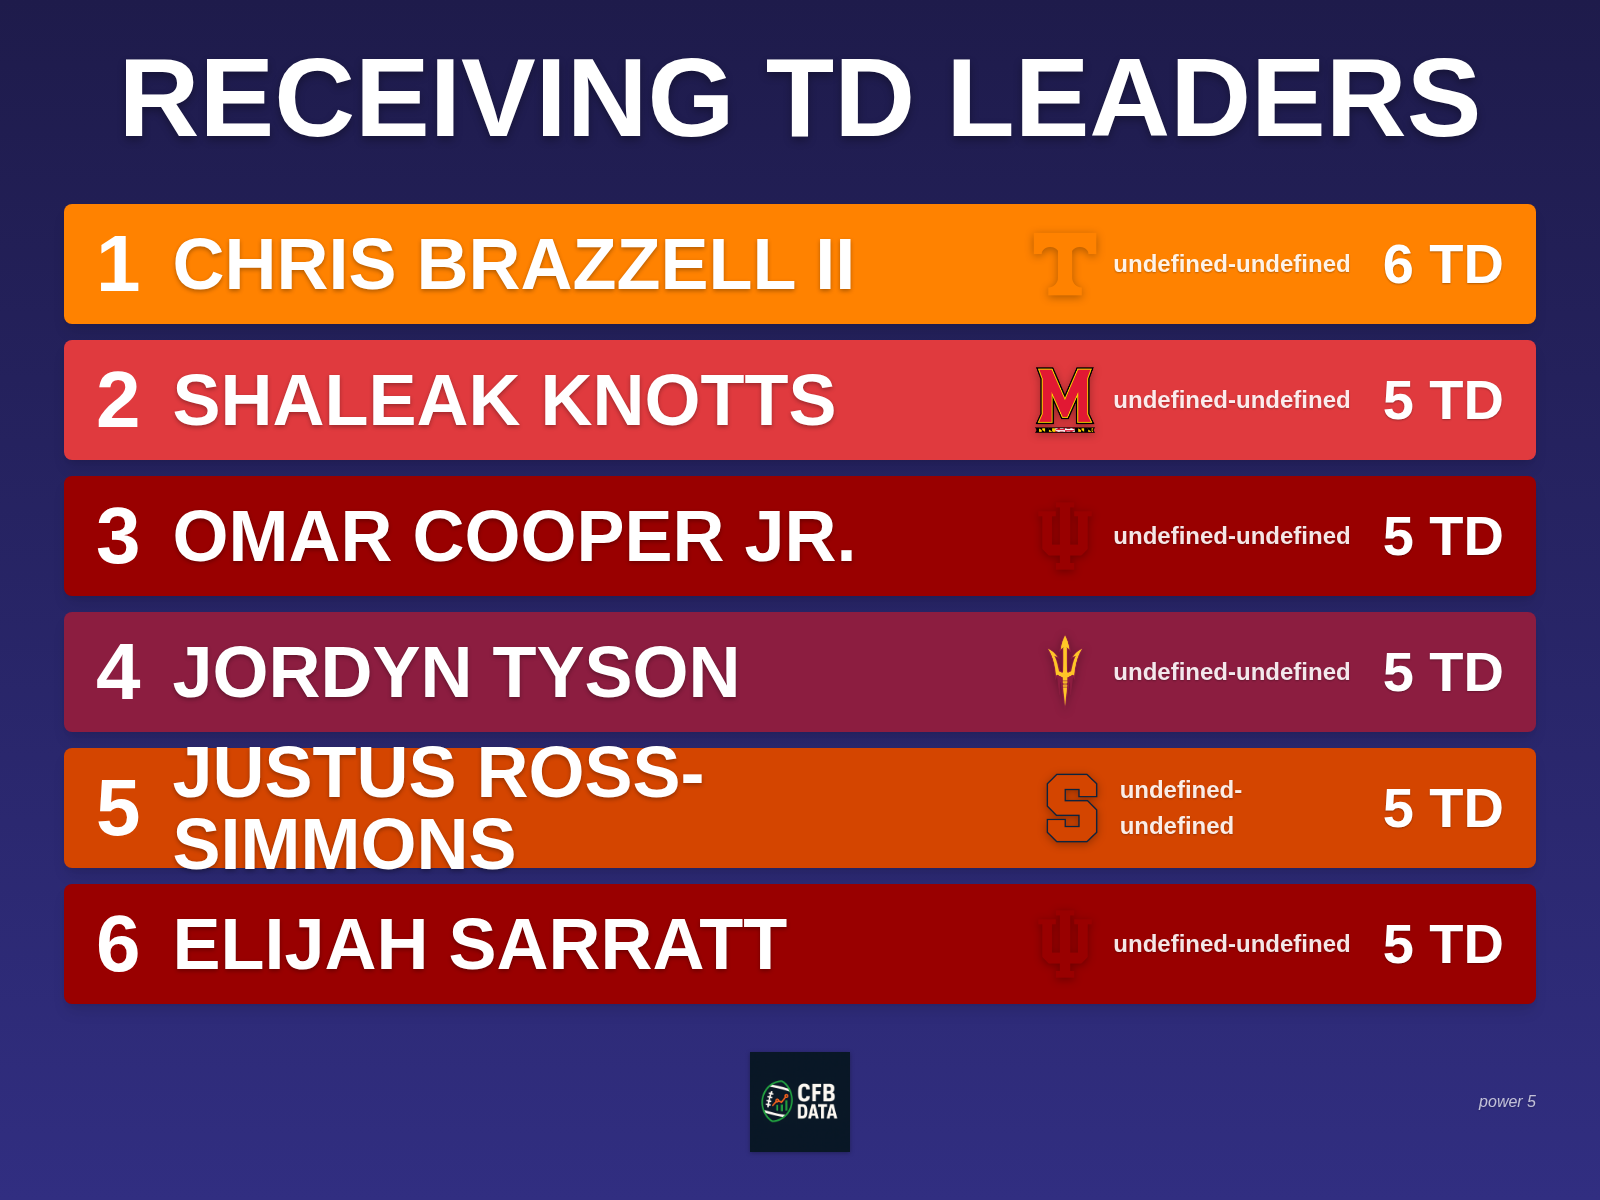 RECEIVING TD LEADERS
1 CHRIS BRAZZELL II T undefined-undefined 6 TD
2 SHALEAK KNOTTS M undefined-undefined 5 TD
3 OMAR COOPER JR. undefined-undefined 5 TD
4 JORDYN TYSON undefined-undefined 5 TD
5 JUSTUS ROSS-
SIMMONS S undefined-
undefined 5 TD
6 ELIJAH SARRATT undefined-undefined 5 TD
CFB
DATA
power 5